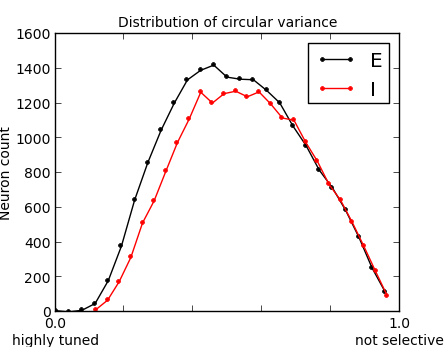 Distribution of circular variance
1600
1400
1200
1000
800
600
400
200
0
Neuron count
E
I
0.0
1.0
highly tuned
not selective